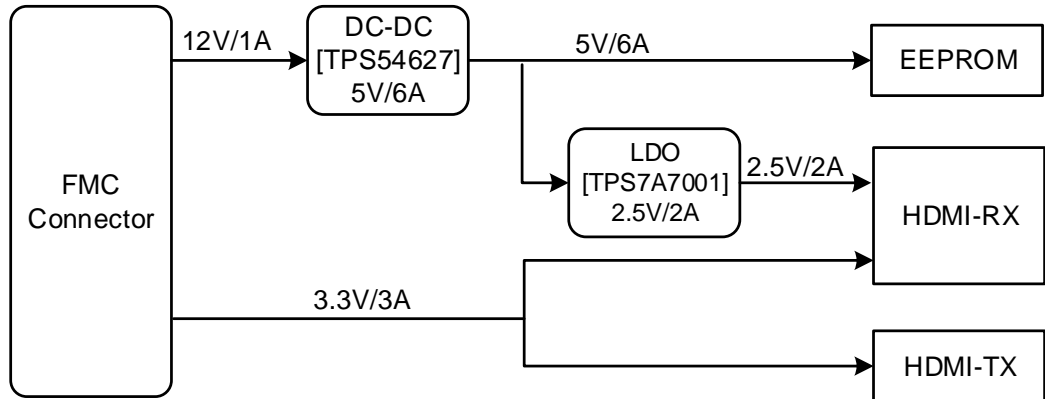 12V/1A
DC-DC
[TPS54627]
5V/6A
5V/6A
EEPROM
FMC
Connector
LDO
[TPS7A7001]
2.5V/2A
2.5V/2A
HDMI-RX
3.3V/3A
HDMI-TX